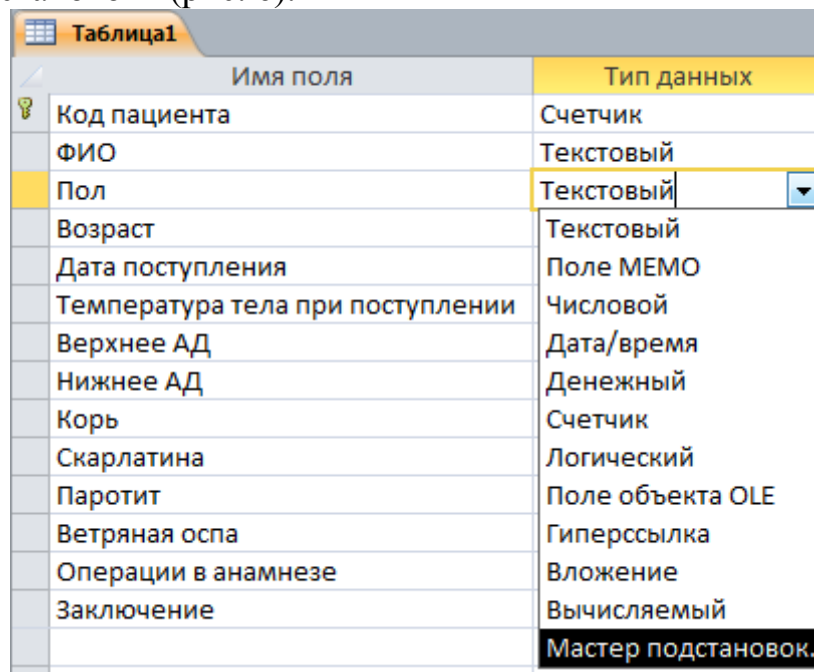 Таблица1
Имя поля Тип данных
Код пациента Счетчик
ФИО Текстовый
Пол Текстовый
Возраст Текстовый
Дата поступления Поле МЕМО
Температура тела при поступлении Числовой
Верхнее АД Дата/время
Нижнее АД Денежный
Корь Счетчик
Скарлатина Логический
Паротит Поле объекта OLE
Ветряная оспа Гиперссылка
Операции в анамнезе Вложение
Заключение Вычисляемый
Мастер подстановок.